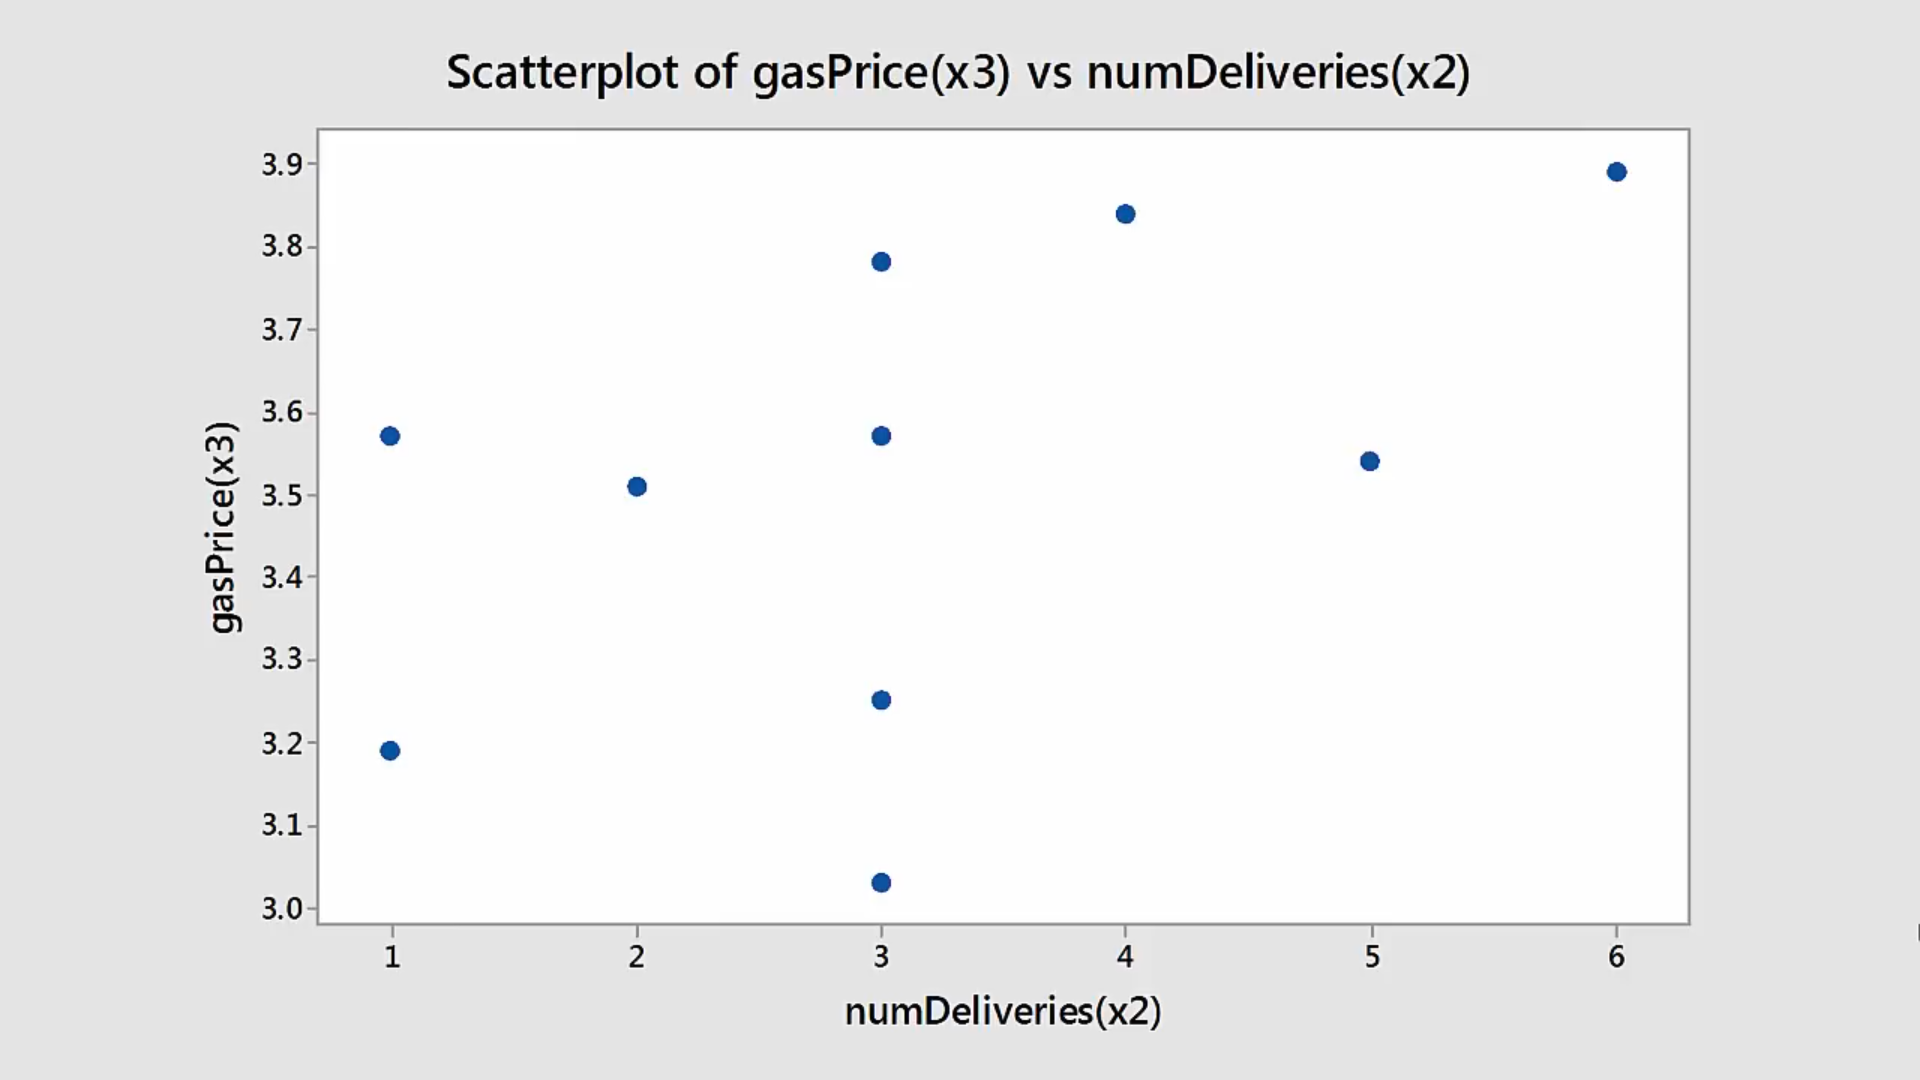 Scatterplot of gasPrice(x3) vs numDeliveries(x2)
gasPrice(x3)
3.9
3.8
3.7
3.6
3.5
3.4
3.3
3.2
3.1
3.0
1 2 3 4 5 6
numDeliveries(x2)